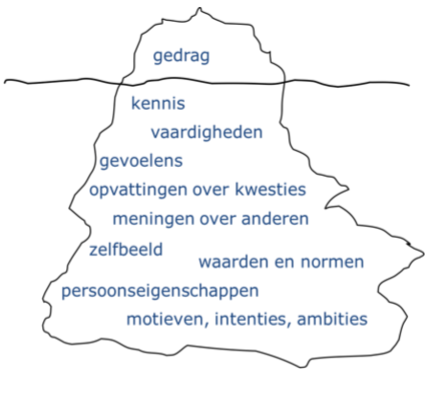 gedrag
kennis
vaardigheden
gevoelens
opvattingen over kwesties
meningen over anderen
zelfbeeld
waarden en normen
persoonseigenschappen
motieven, intenties, ambities